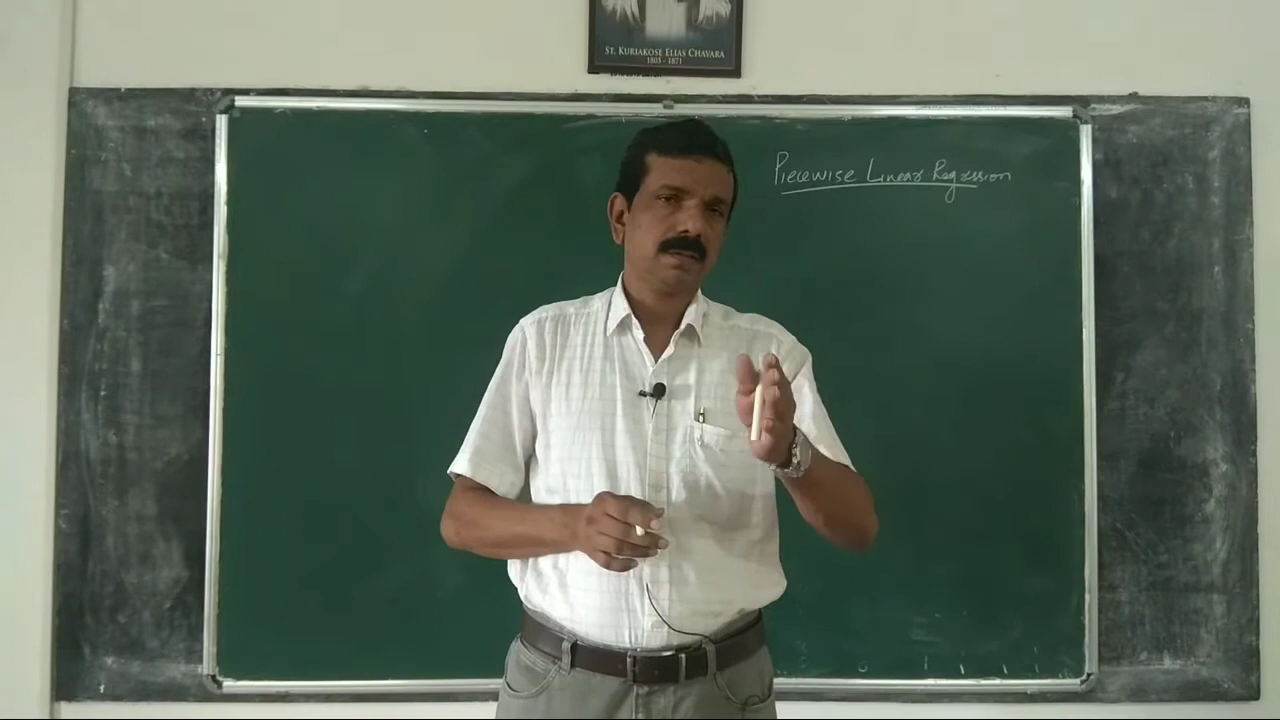 ST. KURIAKOSE ELIAS CHAVARA
1805 - 1871
Piecewise Linear Regression